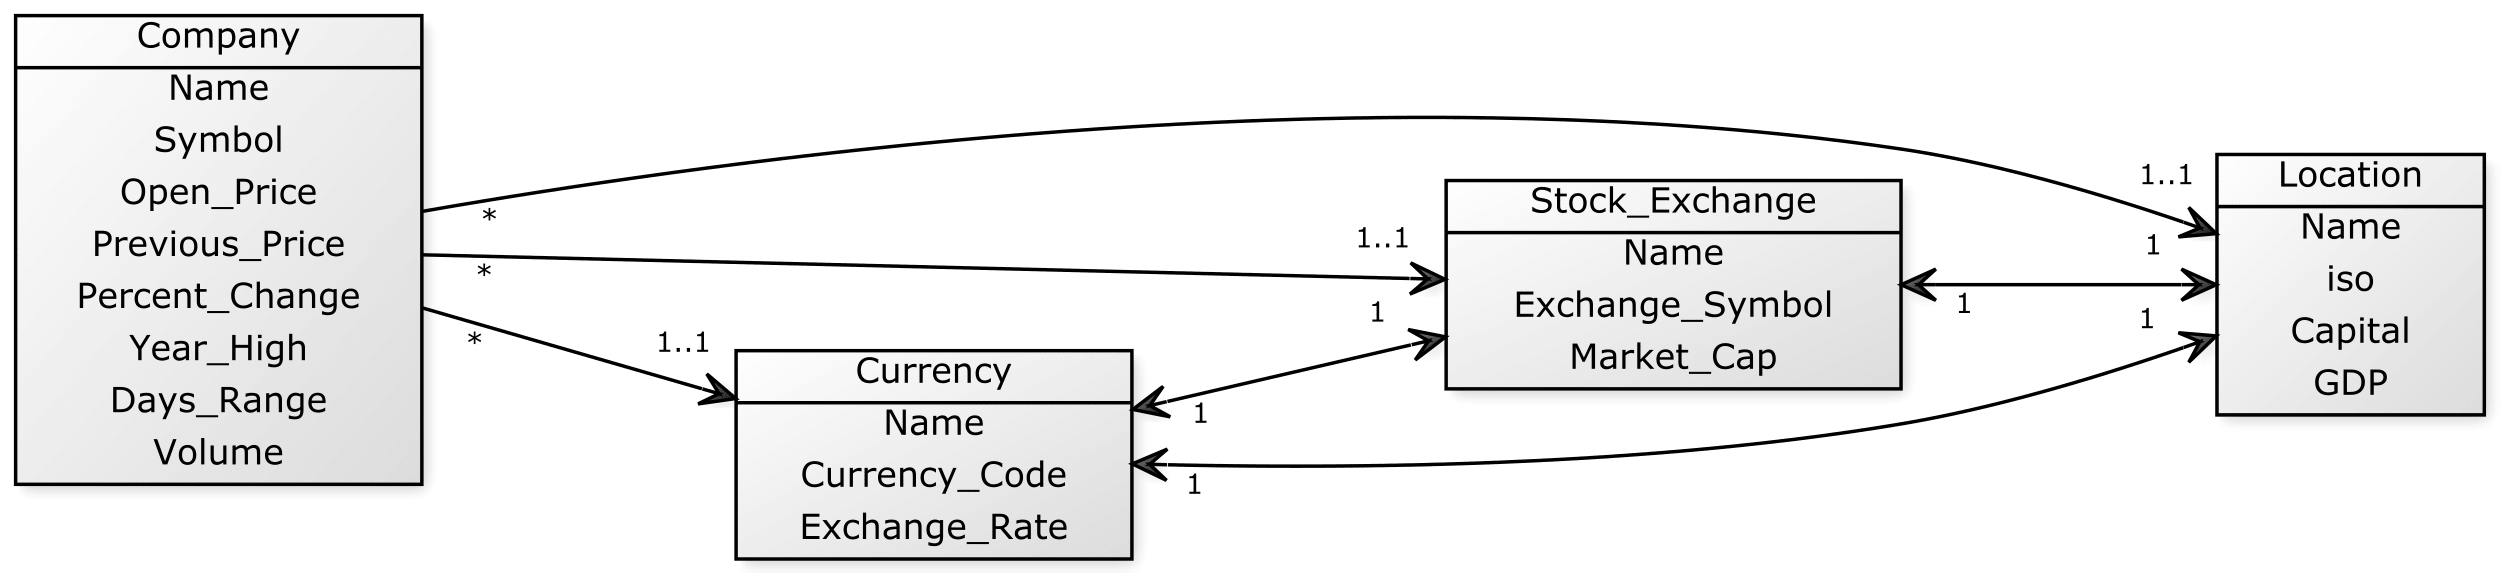 Company
Name
Symbol
Open_Price
Previous_Price
Percent_Change
Year_High
Days_Range
Volume
*
*
*
1..1
Currency
Name
Currency_Code
Exchange_Rate
1
1
1..1
1
Stock_Exchange
Name
Exchange_Symbol
Market_Cap
1
1..1
1
1
Location
Name
iso
Capital
GDP